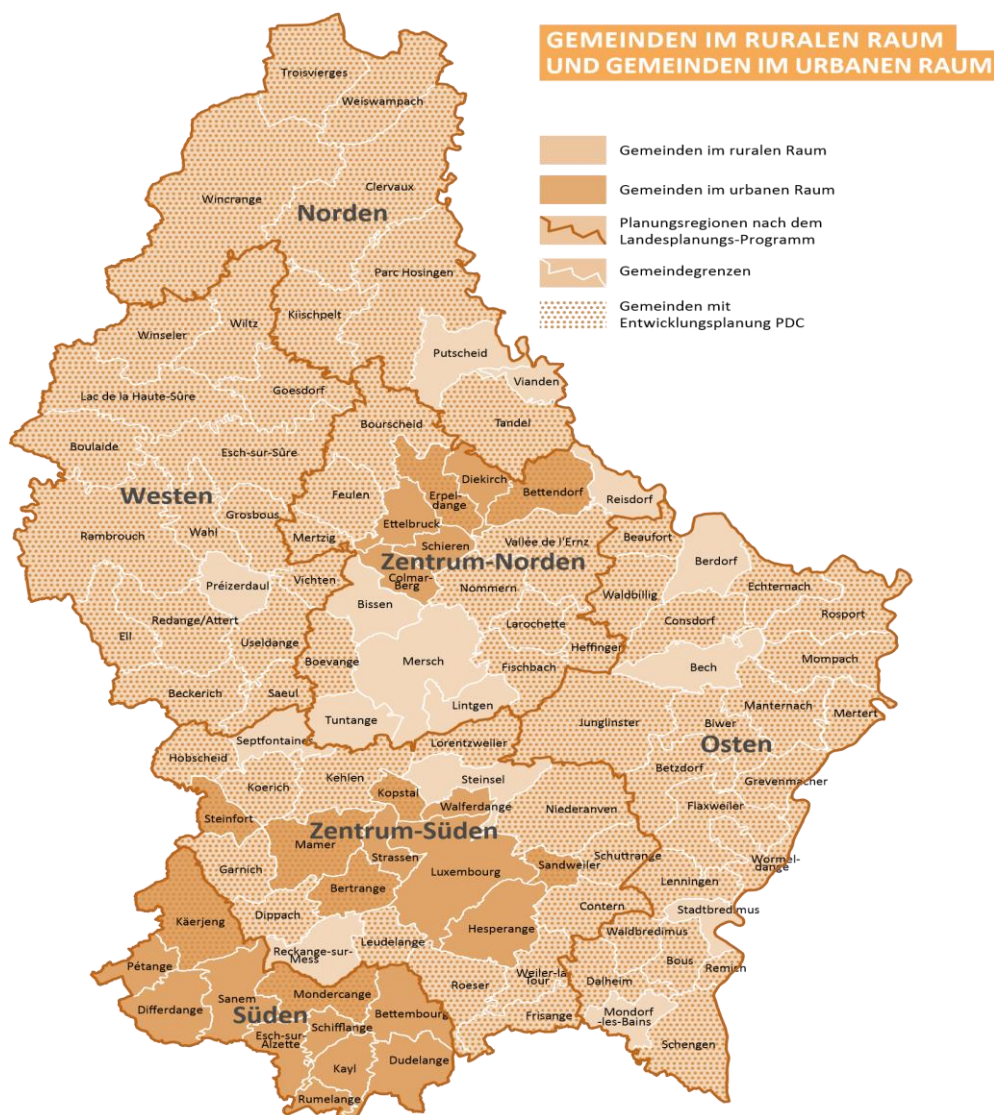 GEMEINDEN IM RURALEN RAUM
UND GEMEINDEN IM URBANEN RAUM
Gemeinden im ruralen Raum
Gemeinden im urbanen Raum
Planungsregionen nach dem
Landesplanungs-Programm
Gemeindegrenzen
Gemeinden mit
Entwicklungsplanung PDC
Troisvierges
Weiswampach
Clervaux
Wincrange
Norden
Parc Hosingen
Kiischpelt
Wiltz
Winseler
Putscheid
Vianden
Goesdorf
Lac de la Haute-Sûre
Tandel
Bourscheid
Boulaide
Esch-sur-Sûre
Diekirch
Bettendorf
Erpel-
dange
Feulen
Reisdorf
Westen
Grosbous
Ettelbruck
Rambrouch
Wahl
Mertzig
Schieren
Vallée de l'Ernz
Beaufort
Zentrum-Norden
Berdorf
Colmar-
Berg
Préizerdaul
Vichten
Nommern
Echternach
Waldbillig
Bissen
Rosport
Redange/Attert
Consdorf
Larochette
Ell
Useldange
Heffinger
Boevange
Mersch
Fischbach
Bech
Mompach
Beckerich
Saeul
Lintgen
Manternach
Mertert
Tuntange
Junglinster
Biwer
Septfontaines
Lorentzweiler
Osten
Hobscheid
Kehlen
Steinsel
Betzdorf
Koerich
Kopstal
Grevenmacher
Walferdange
Niederanven
Flaxweiler
Steinfort
Zentrum-Süden
Mamer
Strassen
Schuttrange
Wormel-
dange
Garnich
Luxembourg
Sandweiler
Lenningen
Bertrange
Contern
Stadtbredimus
Dippach
Käerjeng
Hesperange
Waldbredimus
Leudelange
Reckange-sur-
Mess
Bous
Remich
Pétange
Weiler-la
Tour
Dalheim
Roeser
Mondercange
Sanem
Differdange
Süden
Bettembourg
Frisange
Mondorf
-les-Bains
Schifflange
Esch-sur
Alzette
Schengen
Dudelange
Kayl
Rumelange